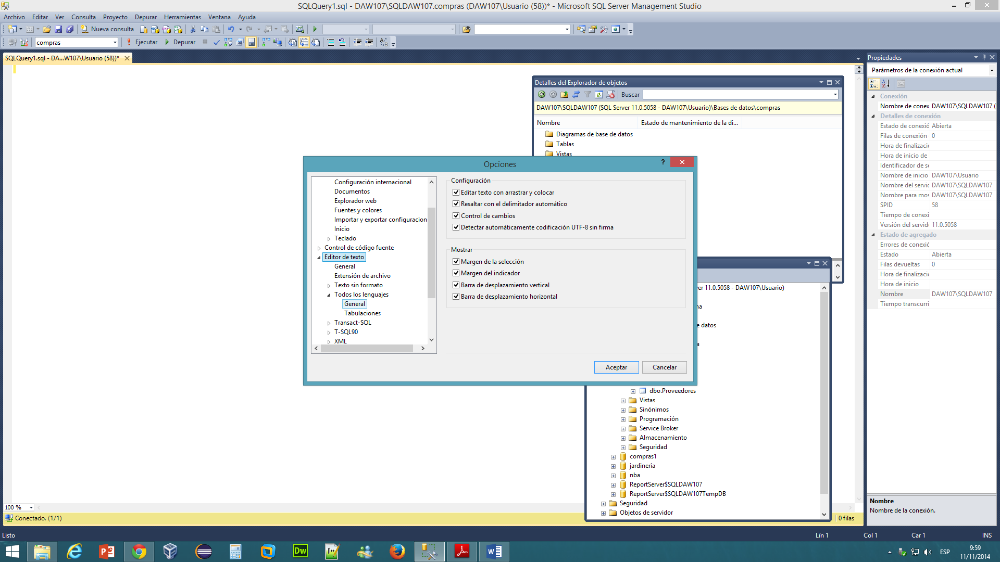 SQLQuery1.sql - DAW107\SQLDAW107.compras (DAW107\Usuario (58))* - Microsoft SQL Server Management Studio
Archivo Editar Ver Consulta Proyecto Depurar Herramientas Ventana Ayuda
Nueva consulta
compras Ejecutar Depurar
SQLQuery1.sql - DA...W107\Usuario (58))*
Detalles del Explorador de objetos
Buscar
DAW107\SQLDAW107 (SQL Server 11.0.5058 - DAW107\Usuario)\Bases de datos\compras
Nombre Estado de mantenimiento de la di...
Diagramas de base de datos
Tablas
Vistas
Opciones
?
Configuración internacional
Documentos
Explorador web
Fuentes y colores
Importar y exportar configuracion
Inicio
Teclado
Control de código fuente
Editor de texto
General
Extensión de archivo
Texto sin formato
Todos los lenguajes
General
Tabulaciones
Transact-SQL
T-SQL90
XML
Configuración
Editar texto con arrastrar y colocar
Resaltar con el delimitador automático
Control de cambios
Detectar automáticamente codificación UTF-8 sin firma
Mostrar
Margen de la selección
Margen del indicador
Barra de desplazamiento vertical
Barra de desplazamiento horizontal
Aceptar Cancelar
er 11.0.5058 - DAW107\Usuario)
na
e datos
a
dbo.Proveedores
Vistas
Sinónimos
Programación
Service Broker
Almacenamiento
Seguridad
compras1
jardineria
nba
ReportServer$SQLDAW107
ReportServer$SQLDAW107TempDB
Seguridad
Objetos de servidor
Propiedades
Parámetros de la conexión actual
Conexión
Nombre de conex DAW107\SQLDAW107 (
Detalles de conexión
Estado de conexió Abierta
Filas de conexión 0
Hora de finalizació
Hora de inicio de
Identificador de se
Nombre de inicio DAW107\Usuario
Nombre del servic DAW107\SQLDAW107
Nombre para mos DAW107\SQLDAW107
SPID 58
Tiempo de conexi
Versión del servid 11.0.5058
Estado de agregado
Errores de conexió
Estado Abierta
Filas devueltas 0
Hora de finalizació
Hora de inicio
Nombre DAW107\SQLDAW107
Tiempo transcurri
Nombre
Nombre de la conexión.
100 %
Conectado. (1/1)
0 filas
Listo Lín 1 Col 1 Car 1 INS
ESP
9:59
11/11/2014